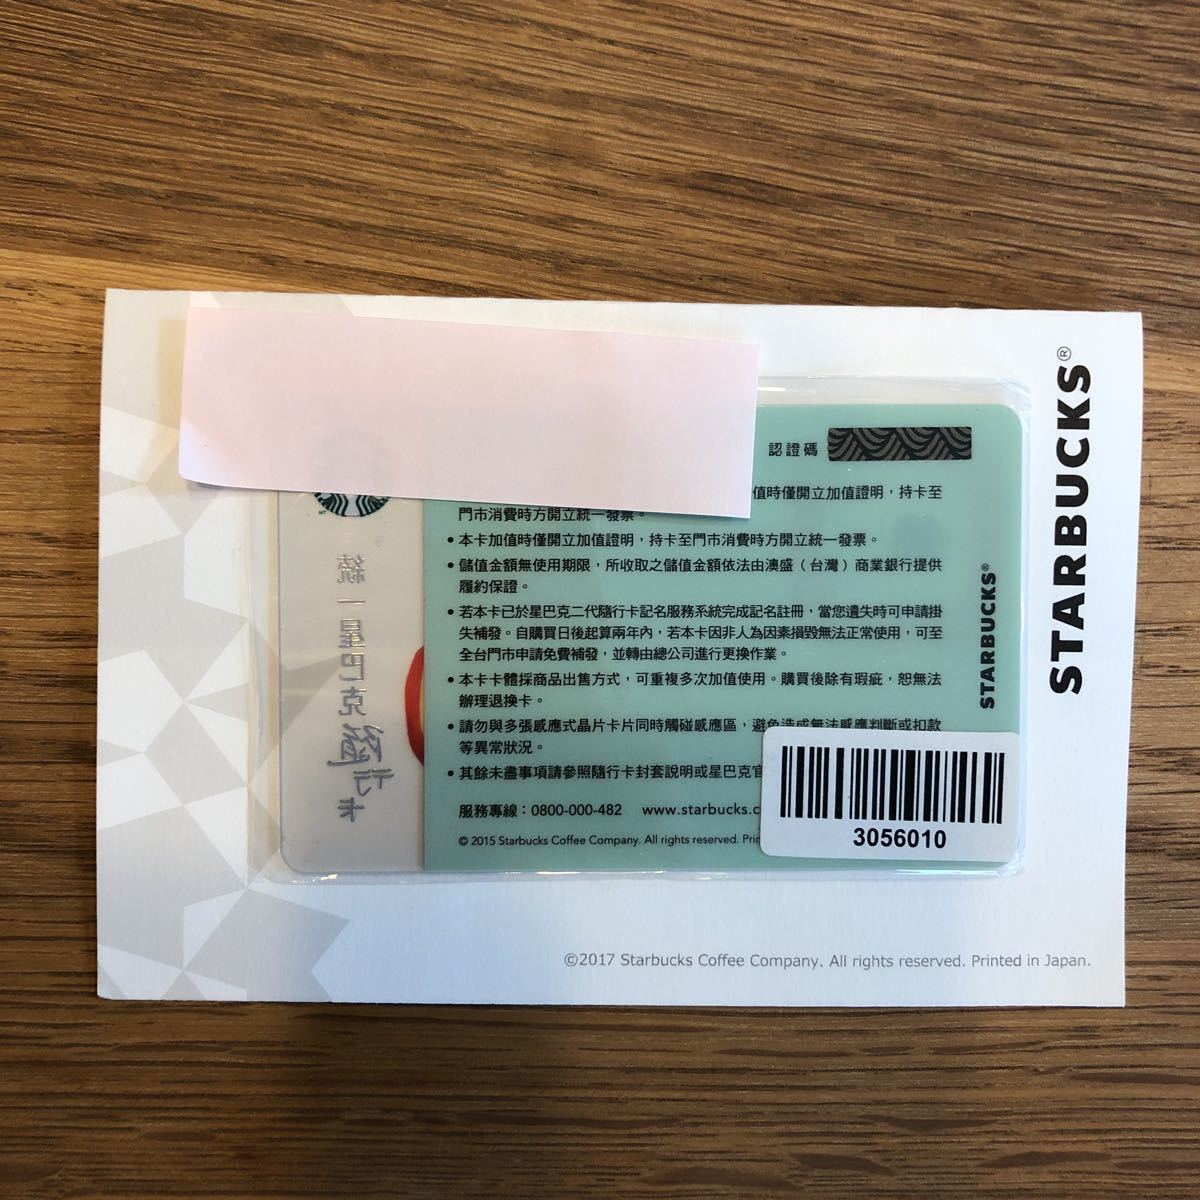 STARBUCKS®
認證碼
值時僅開立加值證明，持卡至
門市消費時方開立統一發票。
• 本卡加值時僅開立加值證明，持卡至門市消費時方開立統一發票。
• 儲值金額無使用期限，所收取之儲值金額依法由澳盛（台灣）商業銀行提供
履約保證。
• 若本卡已於星巴克二代隨行卡記名服務系統完成記名註冊，當您遺失時可申請掛
失補發。自購買日後起算兩年內，若本卡因非人為因素損毀無法正常使用，可至
全台門市申請免費補發，並轉由總公司進行更換作業。
• 本卡卡體採商品出售方式，可重複多次加值使用。購買後除有瑕疵，恕無法
辦理退換卡。
• 請勿與多張感應式晶片卡片同時觸碰感應區，避免造成無法感應判斷或扣款
等異常狀況。
• 其餘未盡事項請參照隨行卡封套說明或星巴克官
服務專線：0800-000-482 www.starbucks.c
© 2015 Starbucks Coffee Company. All rights reserved. Prin
STARBUCKS®
統一星巴克隨行卡
3056010
©2017 Starbucks Coffee Company. All rights reserved. Printed in Japan.